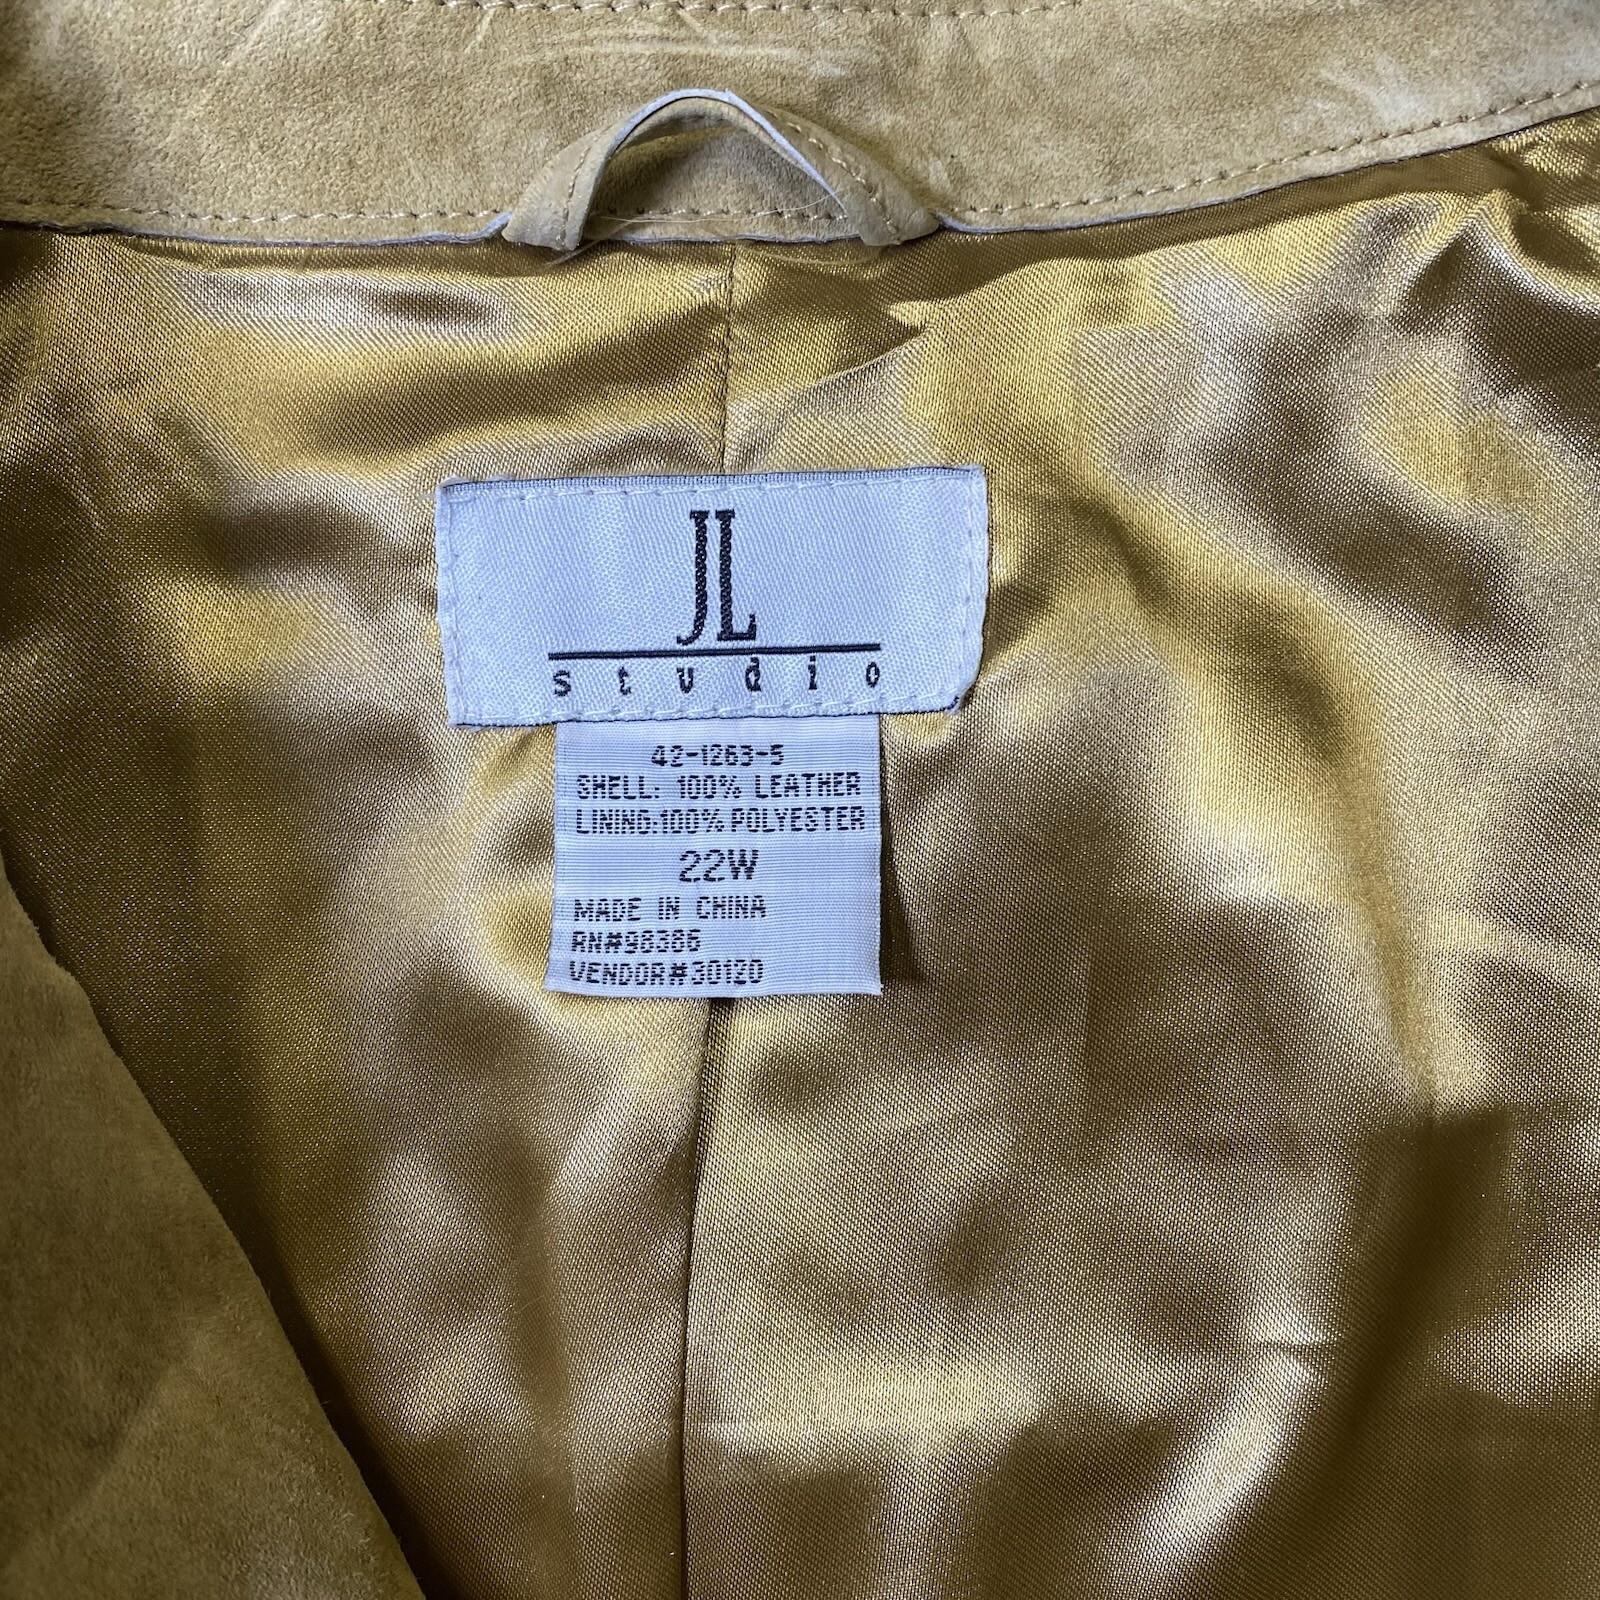 JL
studio
42-1263-5
SHELL: 100% LEATHER
LINING:100% POLYESTER
22W
MADE IN CHINA
RN#98386
VENDOR#30120